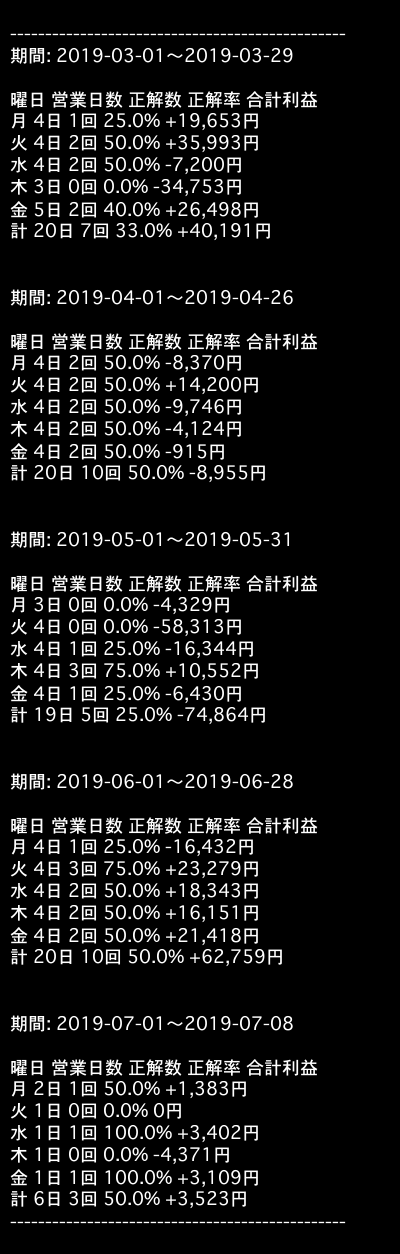 ------------------------------------------------
期間: 2019-03-01〜2019-03-29
曜日 営業日数 正解数 正解率 合計利益
月 4日 1回 25.0% +19,653円
火 4日 2回 50.0% +35,993円
水 4日 2回 50.0% -7,200円
木 3日 0回 0.0% -34,753円
金 5日 2回 40.0% +26,498円
計 20日 7回 33.0% +40,191円
期間: 2019-04-01〜2019-04-26
曜日 営業日数 正解数 正解率 合計利益
月 4日 2回 50.0% -8,370円
火 4日 2回 50.0% +14,200円
水 4日 2回 50.0% -9,746円
木 4日 2回 50.0% -4,124円
金 4日 2回 50.0% -915円
計 20日 10回 50.0% -8,955円
期間: 2019-05-01〜2019-05-31
曜日 営業日数 正解数 正解率 合計利益
月 3日 0回 0.0% -4,329円
火 4日 0回 0.0% -58,313円
水 4日 1回 25.0% -16,344円
木 4日 3回 75.0% +10,552円
金 4日 1回 25.0% -6,430円
計 19日 5回 25.0% -74,864円
期間: 2019-06-01〜2019-06-28
曜日 営業日数 正解数 正解率 合計利益
月 4日 1回 25.0% -16,432円
火 4日 3回 75.0% +23,279円
水 4日 2回 50.0% +18,343円
木 4日 2回 50.0% +16,151円
金 4日 2回 50.0% +21,418円
計 20日 10回 50.0% +62,759円
期間: 2019-07-01〜2019-07-08
曜日 営業日数 正解数 正解率 合計利益
月 2日 1回 50.0% +1,383円
火 1日 0回 0.0% 0円
水 1日 1回 100.0% +3,402円
木 1日 0回 0.0% -4,371円
金 1日 1回 100.0% +3,109円
計 6日 3回 50.0% +3,523円
------------------------------------------------